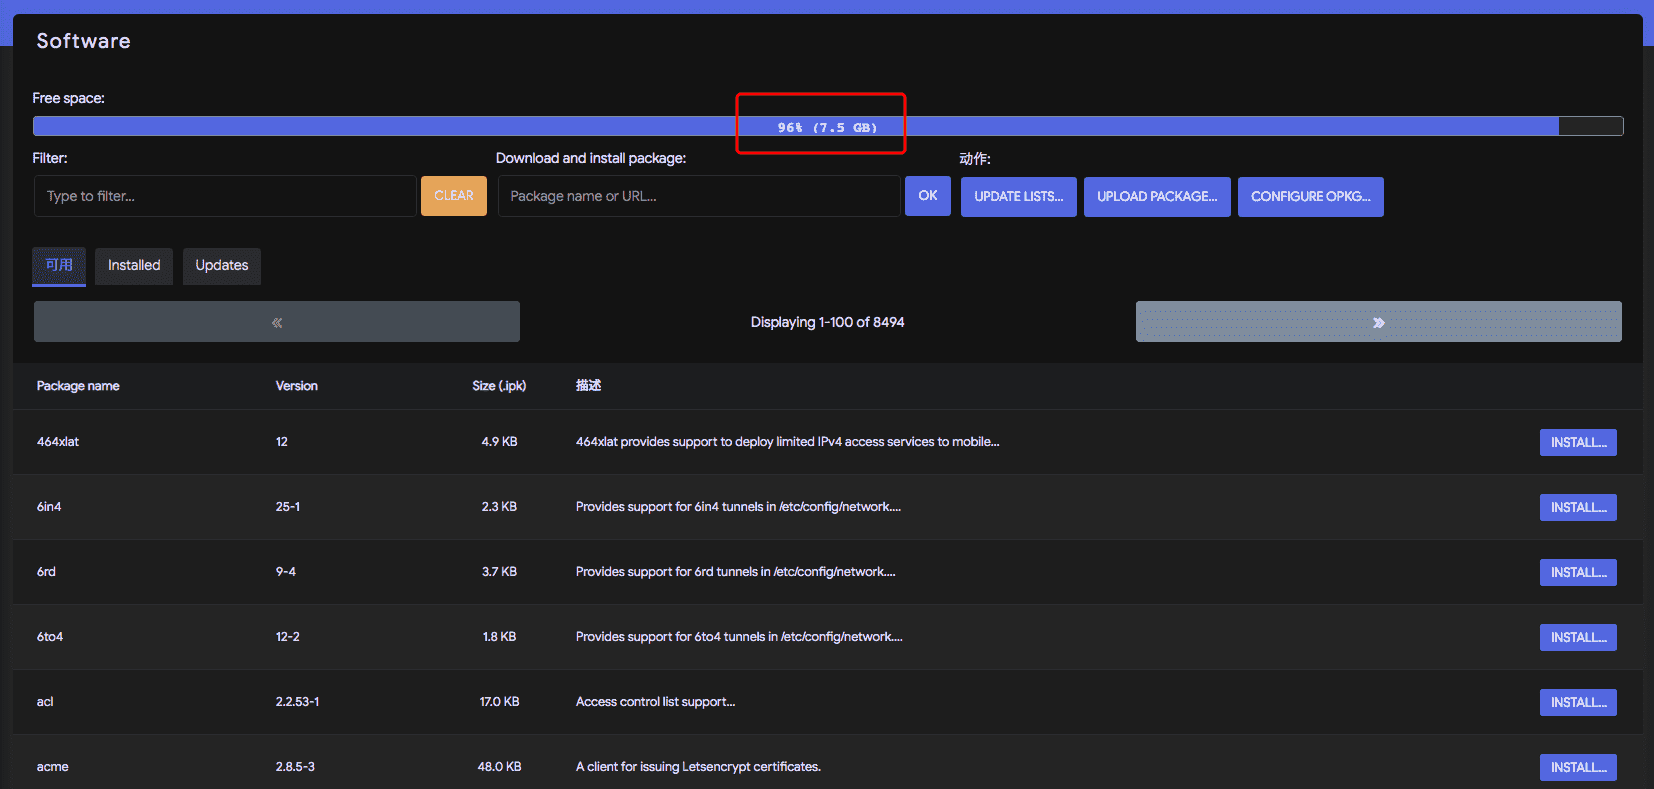 Software
Free space:
96% (7.5 GB)
Filter: Download and install package: 动作:
Type to filter... CLEAR Package name or URL... OK UPDATE LISTS... UPLOAD PACKAGE... CONFIGURE OPKG...
可用 Installed Updates
« Displaying 1-100 of 8494 »
Package name Version Size (.ipk) 描述
464xlat 12 4.9 KB 464xlat provides support to deploy limited IPv4 access services to mobile... INSTALL...
6in4 25-1 2.3 KB Provides support for 6in4 tunnels in /etc/config/network.... INSTALL...
6rd 9-4 3.7 KB Provides support for 6rd tunnels in /etc/config/network.... INSTALL...
6to4 12-2 1.8 KB Provides support for 6to4 tunnels in /etc/config/network.... INSTALL...
acl 2.2.53-1 17.0 KB Access control list support... INSTALL...
acme 2.8.5-3 48.0 KB A client for issuing Letsencrypt certificates. INSTALL...